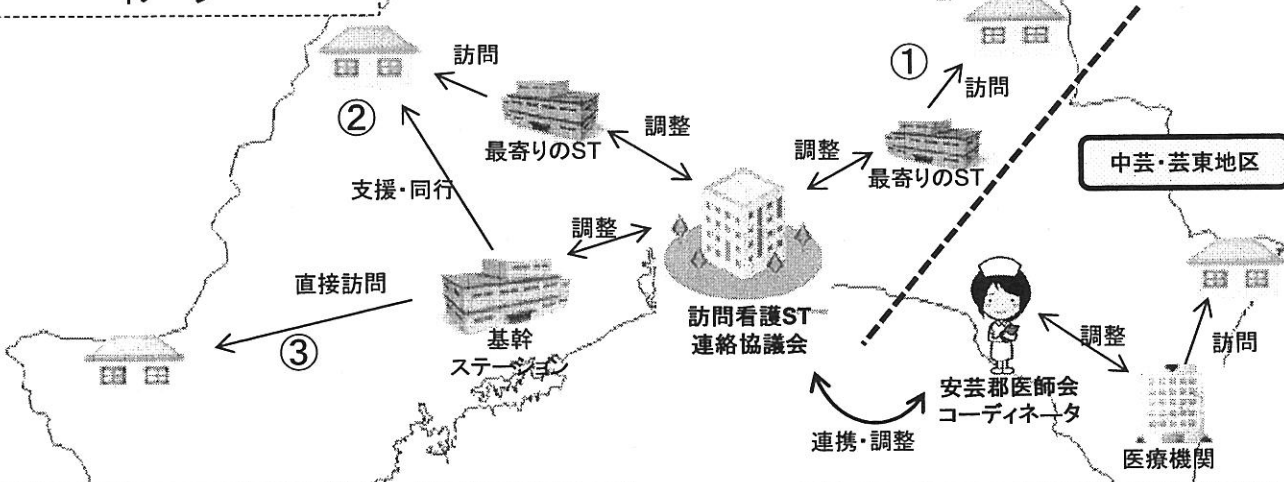 訪問
②
最寄りのST
支援・同行
調整
①
訪問
調整
最寄りのST
中芸・芸東地区
調整
直接訪問
③
基幹
ステーション
訪問看護ST
連絡協議会
連携・調整
安芸郡医師会
コーディネータ
調整
訪問
医療機関